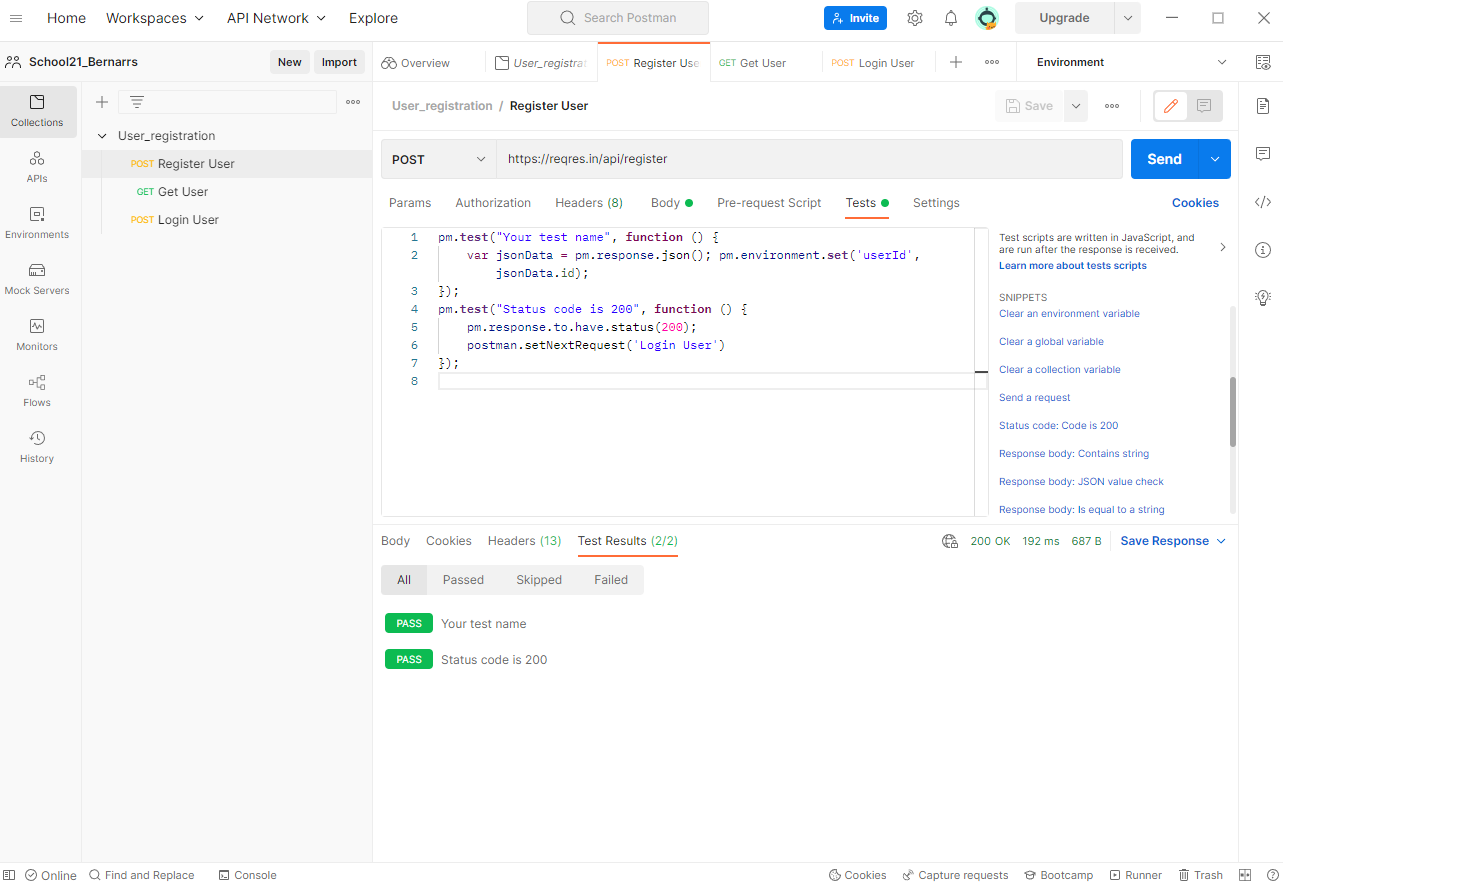 Home Workspaces API Network Explore Search Postman Invite Upgrade
School21_Bernarrs New Import Overview User_registrat POST Register Use GET Get User POST Login User Environment
Collections
APIs
Environments
Mock Servers
Monitors
Flows
History
User_registration
POST Register User
GET Get User
POST Login User
User_registration / Register User Save
POST https://reqres.in/api/register Send
Params Authorization Headers (8) Body Pre-request Script Tests Settings Cookies
1 pm.test("Your test name", function () {
2 var jsonData = pm.response.json(); pm.environment.set('userId',
jsonData.id);
3 });
4 pm.test("Status code is 200", function () {
5 pm.response.to.have.status(200);
6 postman.setNextRequest('Login User')
7 });
8
Test scripts are written in JavaScript, and
are run after the response is received.
Learn more about tests scripts
SNIPPETS
Clear an environment variable
Clear a global variable
Clear a collection variable
Send a request
Status code: Code is 200
Response body: Contains string
Response body: JSON value check
Response body: Is equal to a string
Body Cookies Headers (13) Test Results (2/2) 200 OK 192 ms 687 B Save Response
All Passed Skipped Failed
PASS Your test name
PASS Status code is 200
Online Find and Replace Console Cookies Capture requests Bootcamp Runner Trash